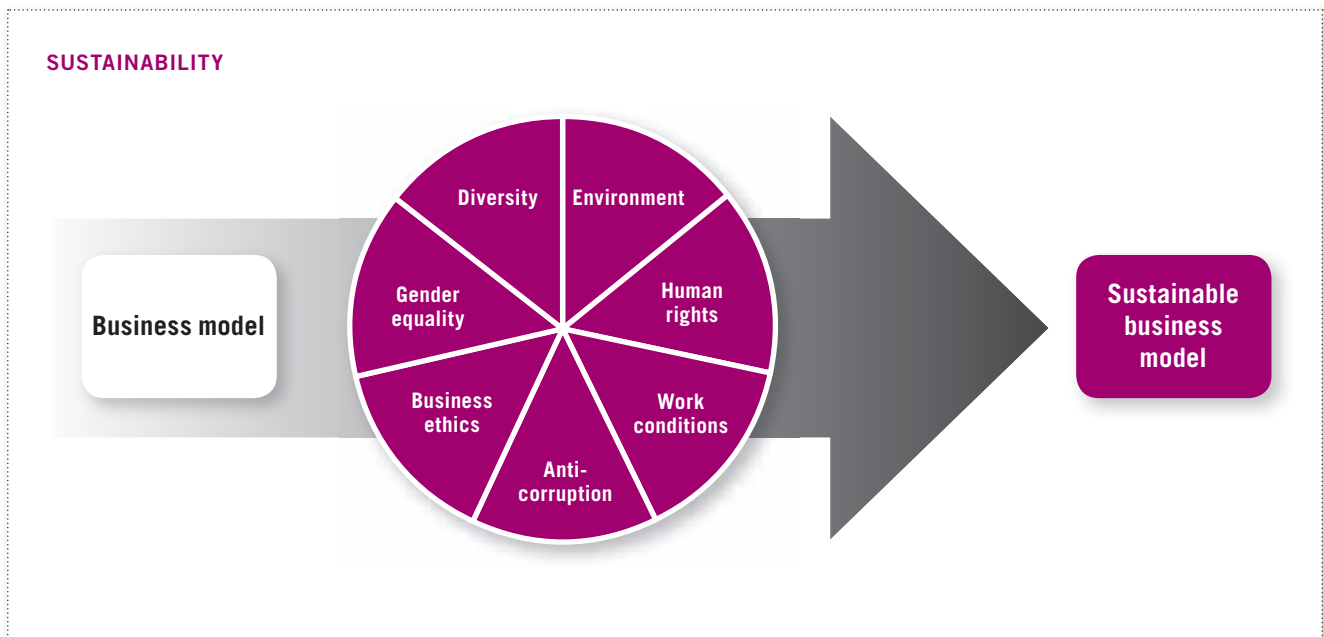 SUSTAINABILITY
Business model
Diversity
Environment
Gender
equality
Human
rights
Business
ethics
Work
conditions
Anti-
corruption
Sustainable
business
model